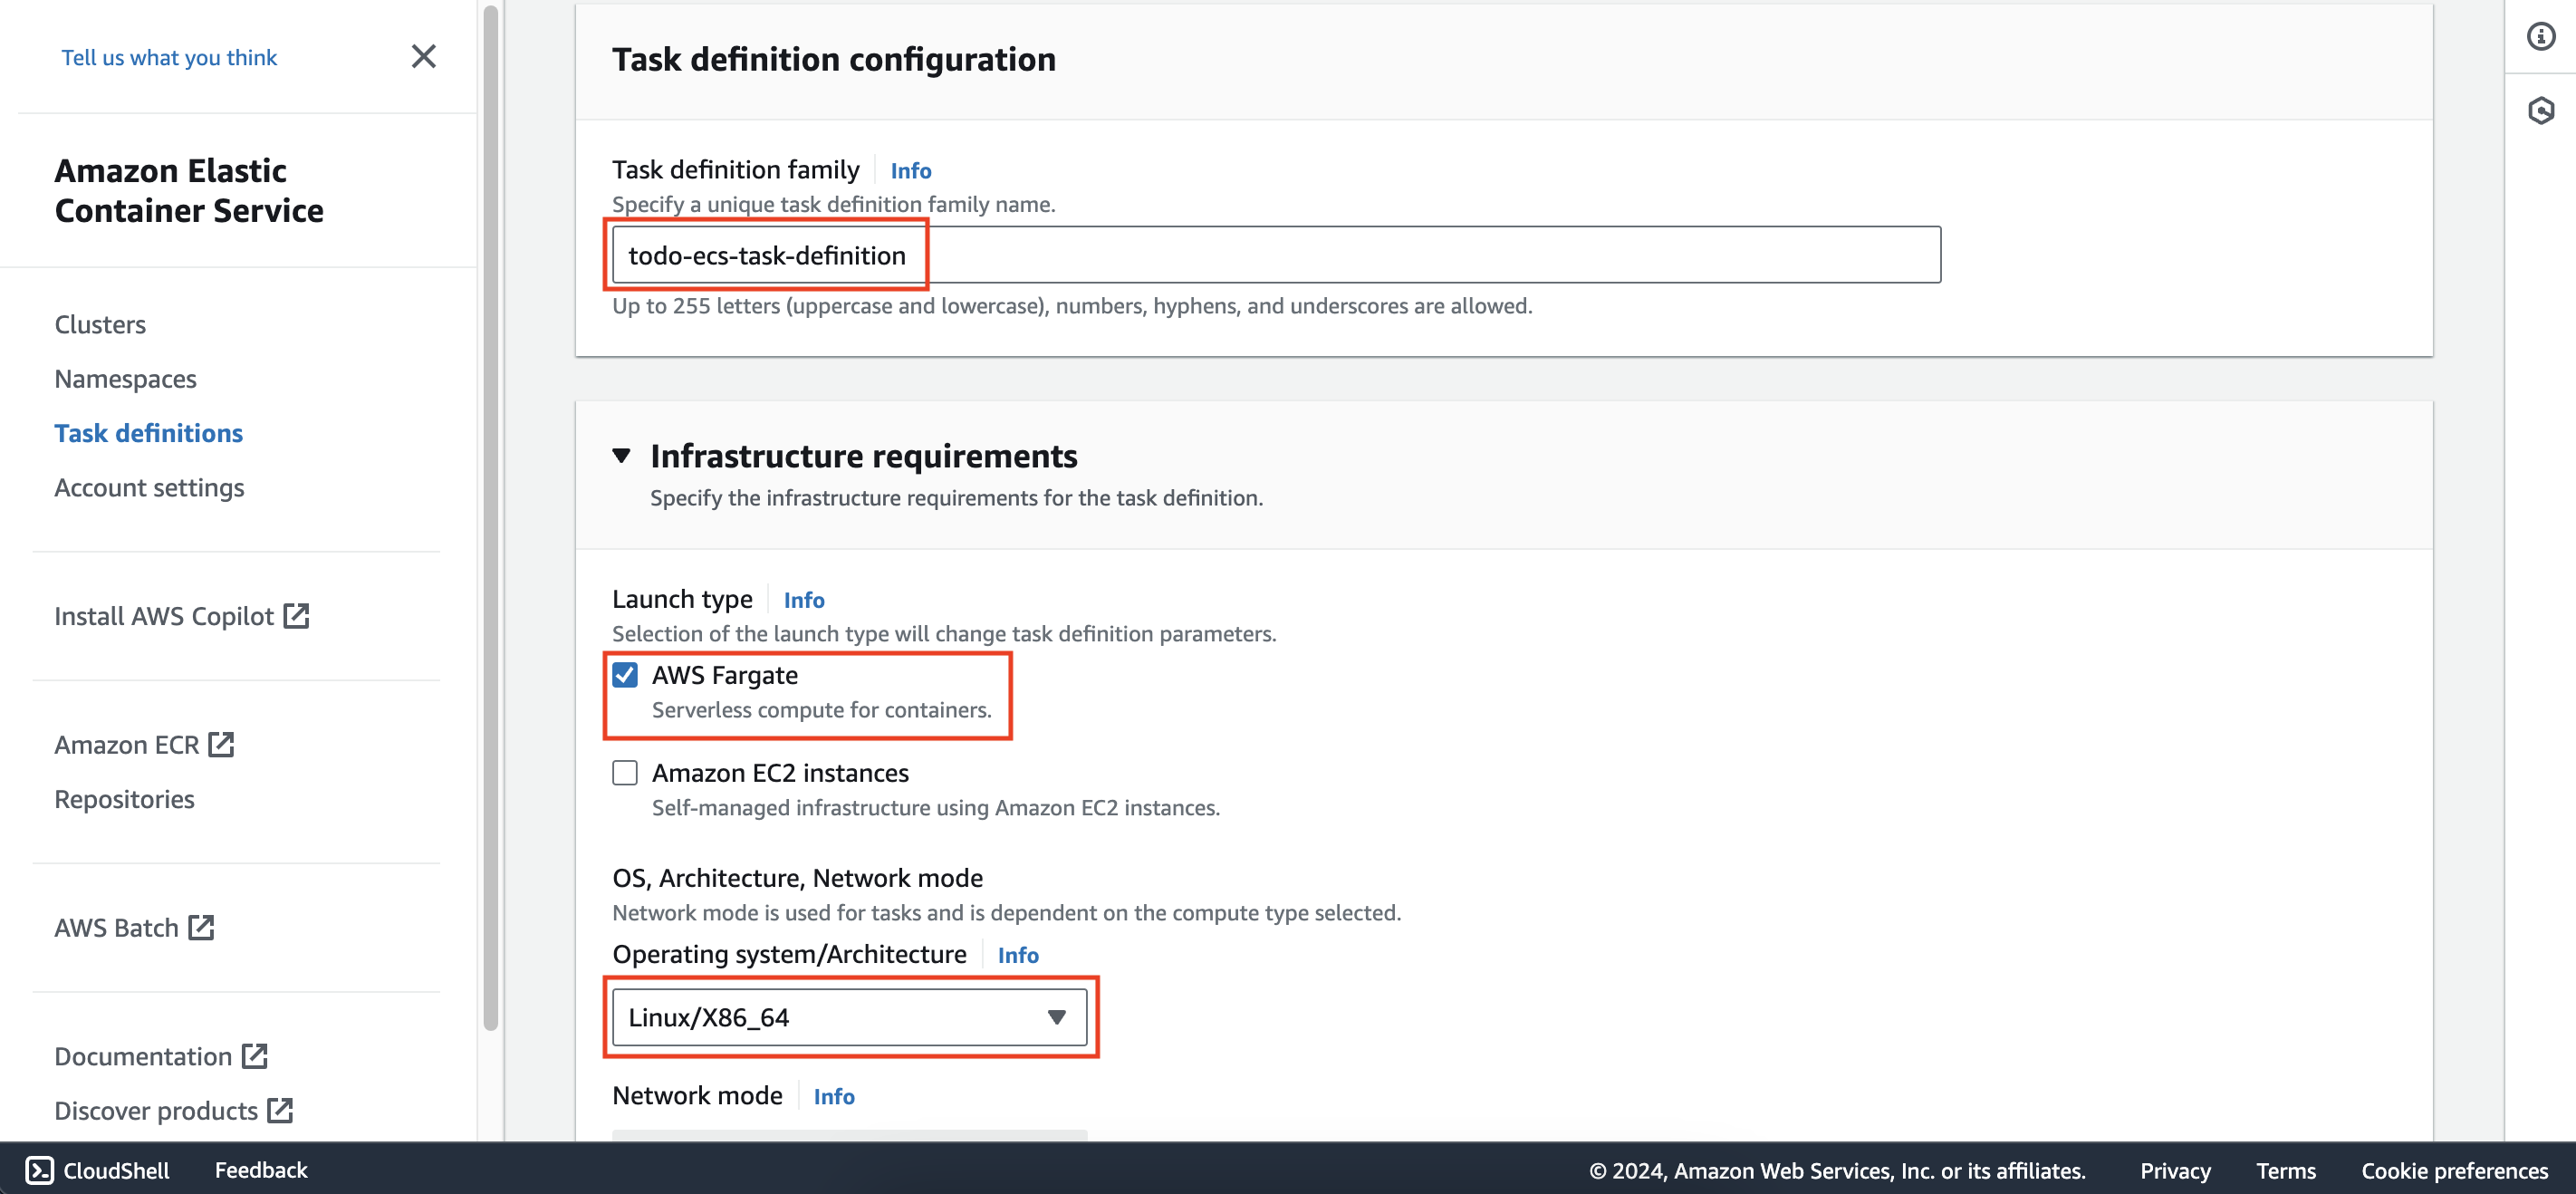 Tell us what you think
Amazon Elastic
Container Service
Clusters
Namespaces
Task definitions
Account settings
Install AWS Copilot
Amazon ECR
Repositories
AWS Batch
Documentation
Discover products
Task definition configuration
Task definition family
Info
Specify a unique task definition family name.
todo-ecs-task-definition
Up to 255 letters (uppercase and lowercase), numbers, hyphens, and underscores are allowed.
Infrastructure requirements
Specify the infrastructure requirements for the task definition.
Launch type
Info
Selection of the launch type will change task definition parameters.
AWS Fargate
Serverless compute for containers.
Amazon EC2 instances
Self-managed infrastructure using Amazon EC2 instances.
OS, Architecture, Network mode
Network mode is used for tasks and is dependent on the compute type selected.
Operating system/Architecture
Info
Linux/X86_64
Network mode
Info
CloudShell
Feedback
© 2024, Amazon Web Services, Inc. or its affiliates.
Privacy
Terms
Cookie preferences